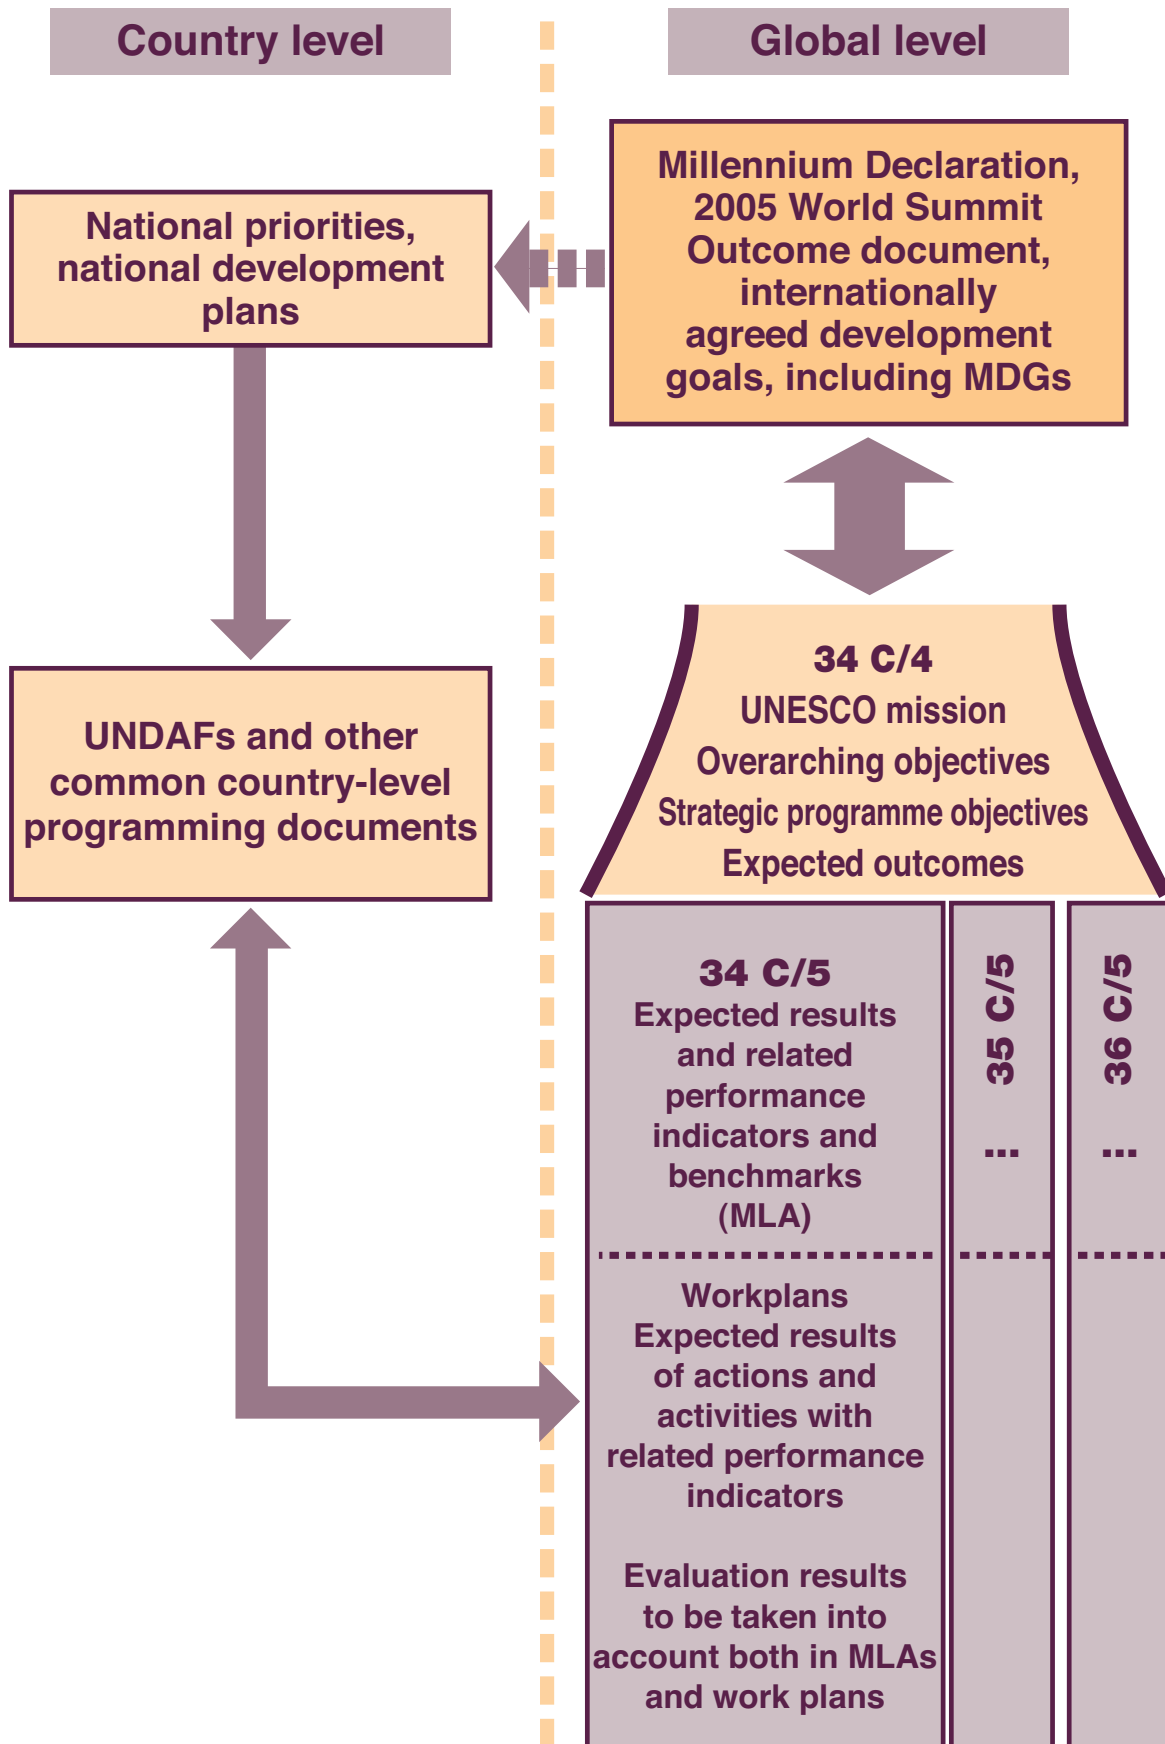 Country level
Global level
National priorities,
national development
plans
Millennium Declaration,
2005 World Summit
Outcome document,
internationally
agreed development
goals, including MDGs
UNDAFs and other
common country-level
programming documents
34 C/4
UNESCO mission
Overarching objectives
Strategic programme objectives
Expected outcomes
34 C/5
Expected results
and related
performance
indicators and
benchmarks
(MLA)
Workplans
Expected results
of actions and
activities with
related performance
indicators
Evaluation results
to be taken into
account both in MLAs
and work plans
35 C/5
...
36 C/5
...